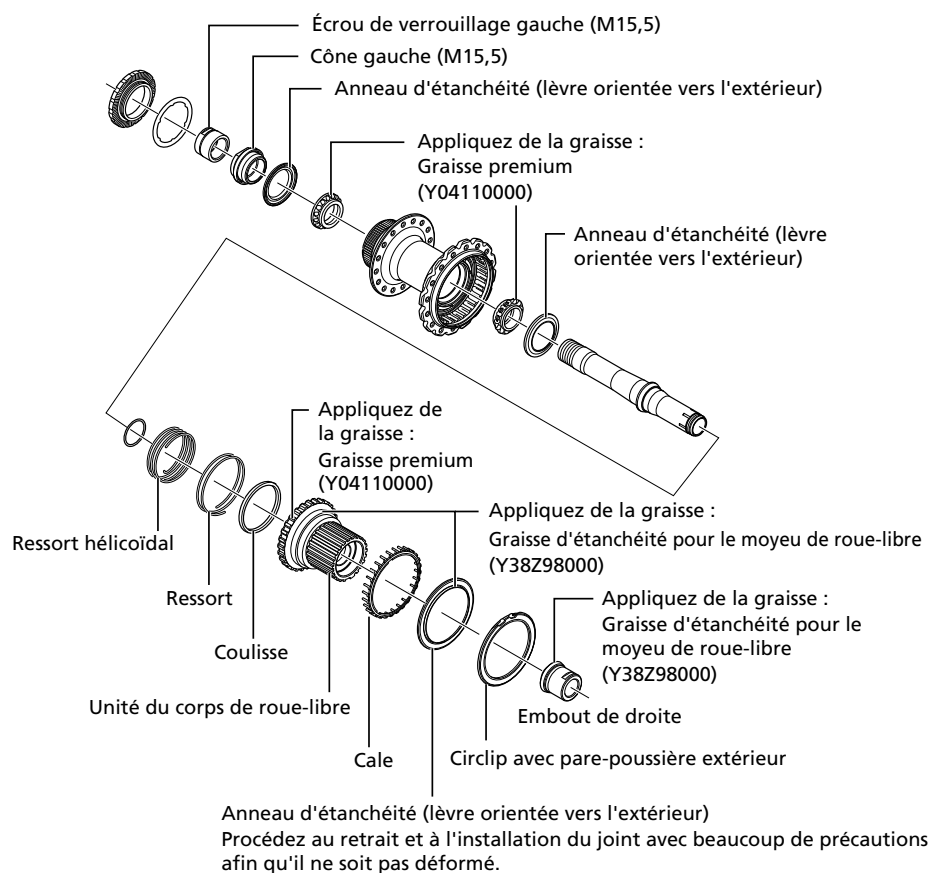 Écrou de verrouillage gauche (M15,5)
Cône gauche (M15,5)
Anneau d'étanchéité (lèvre orientée vers l'extérieur)
Appliquez de la graisse :
Graisse premium
(Y04110000)
Anneau d'étanchéité (lèvre
orientée vers l'extérieur)
Appliquez de
la graisse :
Graisse premium
(Y04110000)
Appliquez de la graisse :
Graisse d'étanchéité pour le moyeu de roue-libre
(Y38Z98000)
Ressort hélicoïdal
Ressort
Coulisse
Appliquez de la graisse :
Graisse d'étanchéité pour le
moyeu de roue-libre
(Y38Z98000)
Unité du corps de roue-libre
Embout de droite
Cale
Circlip avec pare-poussière extérieur
Anneau d'étanchéité (lèvre orientée vers l'extérieur)
Procédez au retrait et à l'installation du joint avec beaucoup de précautions
afin qu'il ne soit pas déformé.